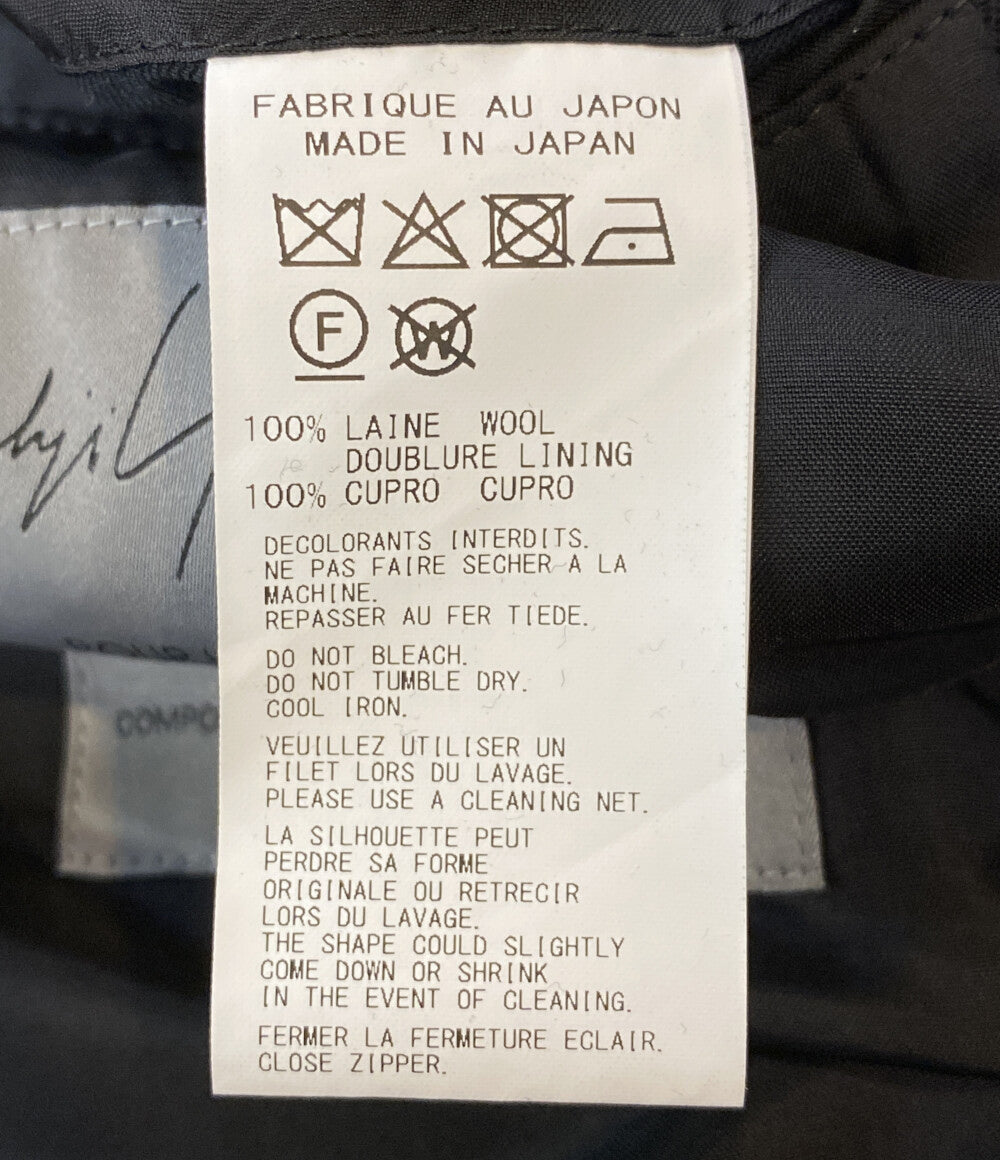 FABRIQUE AU JAPON
MADE IN JAPAN
F
W
100% LAINE WOOL
DOUBLURE LINING
100% CUPRO CUPRO
DECOLORANTS INTERDITS.
NE PAS FAIRE SECHER A LA
MACHINE.
REPASSER AU FER TIEDE.
DO NOT BLEACH.
DO NOT TUMBLE DRY.
COOL IRON.
VEUILLEZ UTILISER UN
FILET LORS DU LAVAGE.
PLEASE USE A CLEANING NET.
LA SILHOUETTE PEUT
PERDRE SA FORME
ORIGINALE OU RETRECIR
LORS DU LAVAGE.
THE SHAPE COULD SLIGHTLY
COME DOWN OR SHRINK
IN THE EVENT OF CLEANING.
FERMER LA FERMETURE ECLAIR.
CLOSE ZIPPER.
COMPO